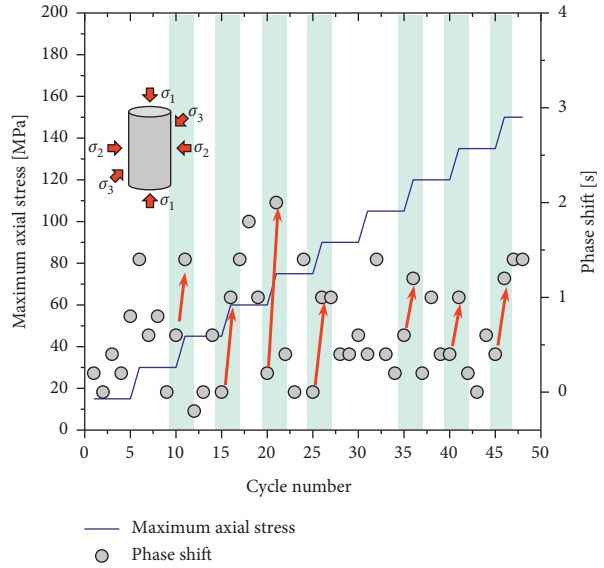 200
180
160
140
120
100
80
60
40
20
0
Maximum axial stress [MPa]
4
3
2
1
0
Phase shift [s]
σ1
σ3
σ2
σ2
σ3
σ1
0 5 10 15 20 25 30 35 40 45 50
Cycle number
Maximum axial stress
Phase shift